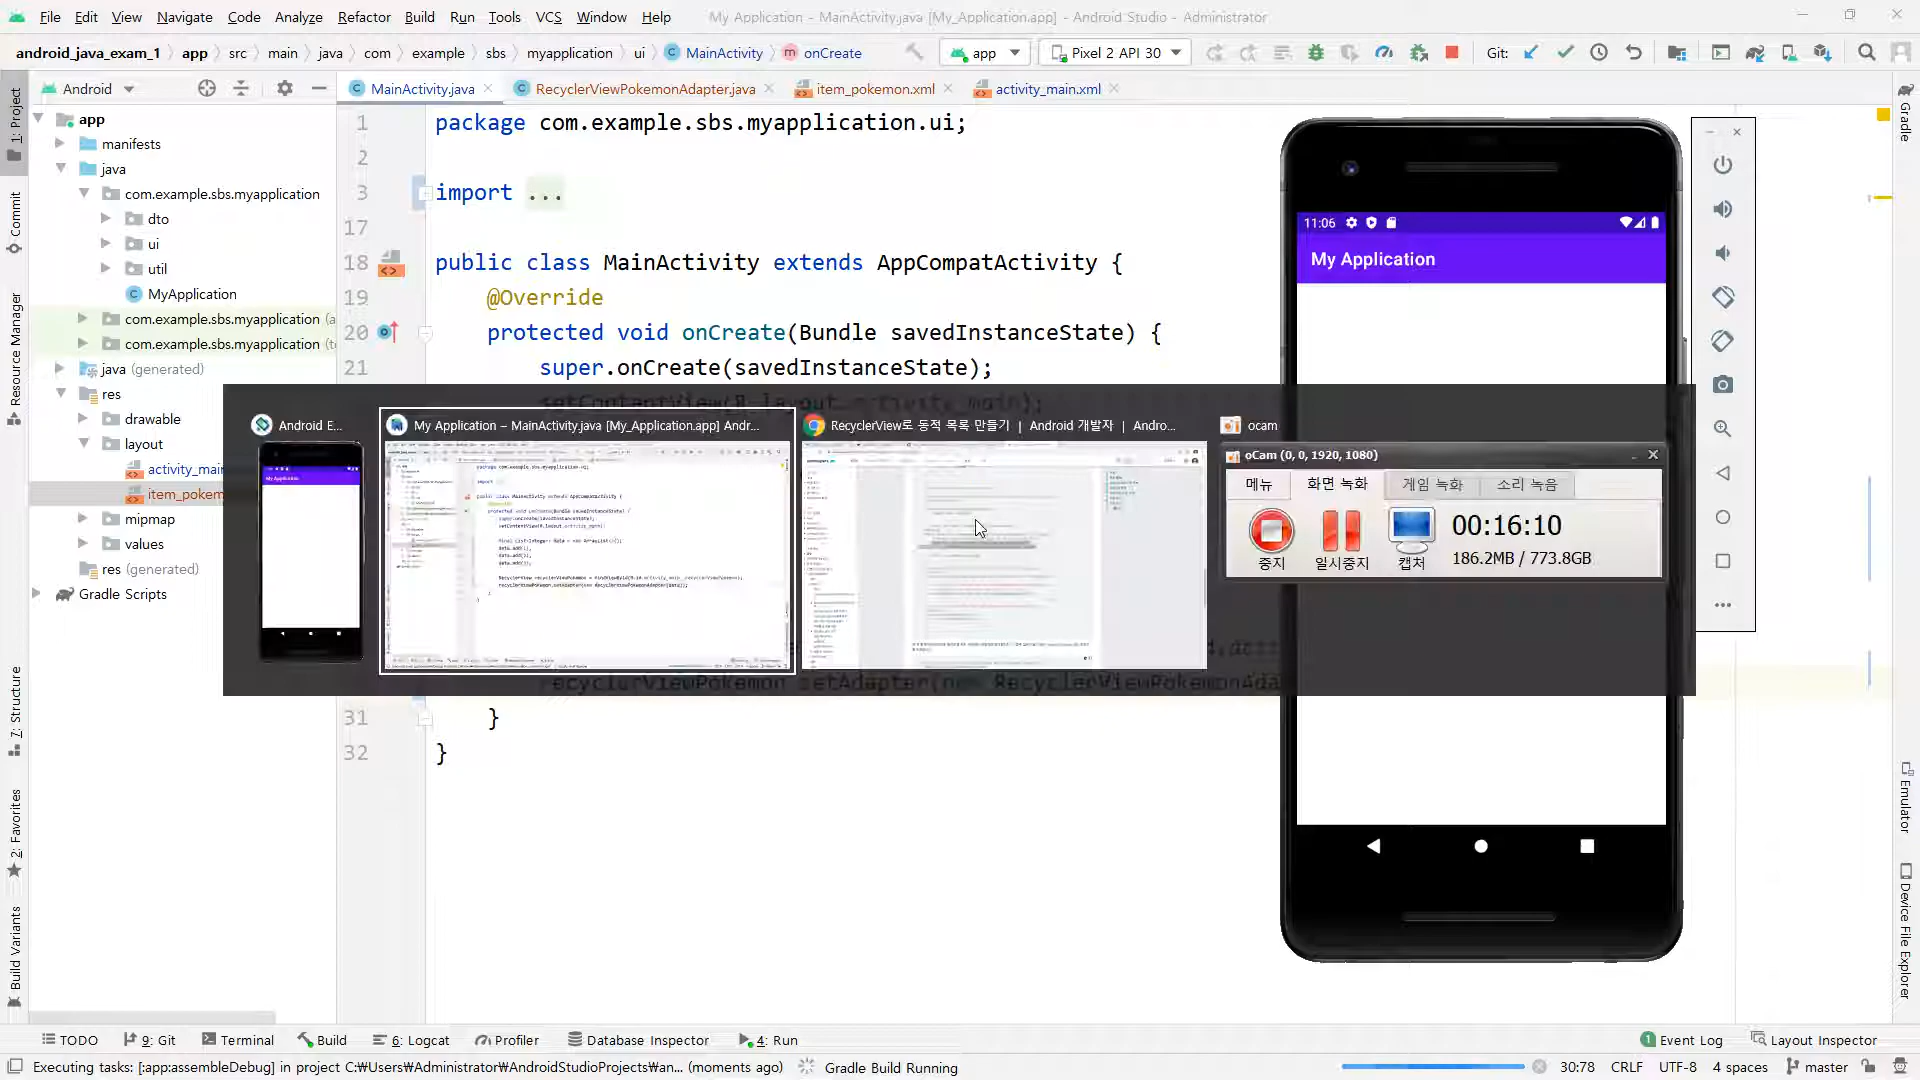 File Edit View Navigate Code Analyze Refactor Build Run Tools VCS Window Help My Application - MainActivity.java [My_Application.app] - Android Studio - Administrator
android_java_exam_1 app src main java com example sbs myapplication ui MainActivity onCreate app Pixel 2 API 30 Git:
Android
MainActivity.java RecyclerViewPokemonAdapter.java item_pokemon.xml activity_main.xml
1: Project
Commit
Resource Manager
7: Structure
2: Favorites
Build Variants
app
manifests
java
com.example.sbs.myapplication
dto
ui
util
MyApplication
com.example.sbs.myapplication (a
com.example.sbs.myapplication (t
java (generated)
res
drawable
layout
activity_mai
item_pokem
mipmap
values
res (generated)
Gradle Scripts
1 package com.example.sbs.myapplication.ui;
2
3 import ...
17
18 public class MainActivity extends AppCompatActivity {
19 @Override
20 protected void onCreate(Bundle savedInstanceState) {
21 super.onCreate(savedInstanceState);
setContentView(R.layout.activity_main);
recyclerViewPokemon.setAdapter(new RecyclerViewPokemonAda
31 }
32 }
11:06
My Application
Android E...
My Application – MainActivity.java [My_Application.app] Andr...
RecyclerView로 동적 목록 만들기 | Android 개발자 | Andro...
ocam
oCam (0, 0, 1920, 1080)
메뉴 화면 녹화 게임 녹화 소리 녹음
00:16:10
186.2MB / 773.8GB
중지 일시중지 캡처
Gradle
Emulator
Device File Explorer
TODO 9: Git Terminal Build 6: Logcat Profiler Database Inspector 4: Run 1 Event Log Layout Inspector
Executing tasks: [:app:assembleDebug] in project C:₩Users₩Administrator₩AndroidStudioProjects₩an... (moments ago) Gradle Build Running 30:78 CRLF UTF-8 4 spaces master